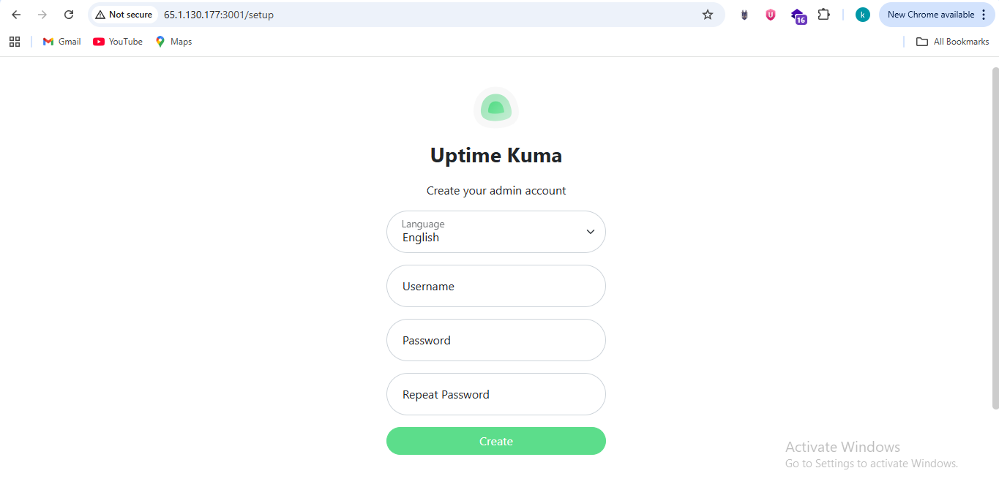 Not secure 65.1.130.177:3001/setup U 16 k New Chrome available
Gmail YouTube Maps All Bookmarks
Uptime Kuma
Create your admin account
Language
English
Username
Password
Repeat Password
Create
Activate Windows
Go to Settings to activate Windows.